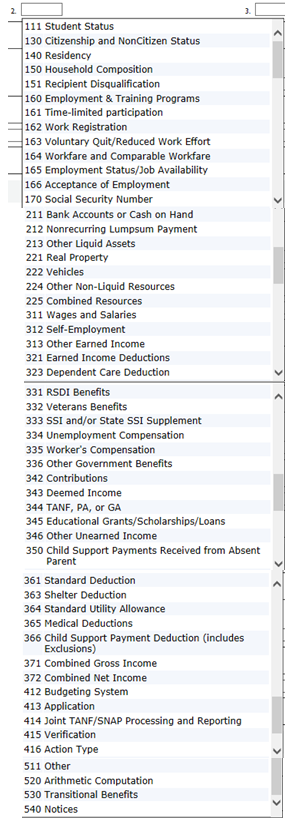 2.
3.
111 Student Status
130 Citizenship and NonCitizen Status
140 Residency
150 Household Composition
151 Recipient Disqualification
160 Employment & Training Programs
161 Time-limited participation
162 Work Registration
163 Voluntary Quit/Reduced Work Effort
164 Workfare and Comparable Workfare
165 Employment Status/Job Availability
166 Acceptance of Employment
170 Social Security Number
211 Bank Accounts or Cash on Hand
212 Nonrecurring Lumpsum Payment
213 Other Liquid Assets
221 Real Property
222 Vehicles
224 Other Non-Liquid Resources
225 Combined Resources
311 Wages and Salaries
312 Self-Employment
313 Other Earned Income
321 Earned Income Deductions
323 Dependent Care Deduction
331 RSDI Benefits
332 Veterans Benefits
333 SSI and/or State SSI Supplement
334 Unemployment Compensation
335 Worker's Compensation
336 Other Government Benefits
342 Contributions
343 Deemed Income
344 TANF, PA, or GA
345 Educational Grants/Scholarships/Loans
346 Other Unearned Income
350 Child Support Payments Received from Absent
Parent
361 Standard Deduction
363 Shelter Deduction
364 Standard Utility Allowance
365 Medical Deductions
366 Child Support Payment Deduction (includes
Exclusions)
371 Combined Gross Income
372 Combined Net Income
412 Budgeting System
413 Application
414 Joint TANF/SNAP Processing and Reporting
415 Verification
416 Action Type
511 Other
520 Arithmetic Computation
530 Transitional Benefits
540 Notices